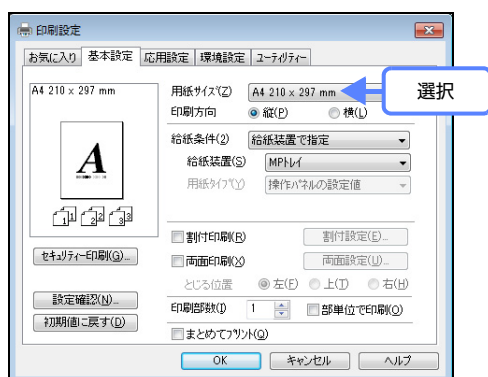 印刷設定
お気に入り 基本設定 応用設定 環境設定 ユーティリティー
A4 210 x 297 mm
用紙サイズ(Z) A4 210 x 297 mm
選択
印刷方向 縦(P) 横(L)
給紙条件(2) 給紙装置で指定
給紙装置(S) MPトレイ
用紙タイプ(Y) 操作パネルの設定値
A
1 1 2 2 3 3
セキュリティー印刷(G)...
割付印刷(R) 割付設定(E)...
両面印刷(X) 両面設定(U)...
とじる位置 左(F) 上(T) 右(H)
設定確認(N)...
印刷部数(I) 1 部単位で印刷(O)
初期値に戻す(D)
まとめてプリント(Q)
OK キャンセル ヘルプ